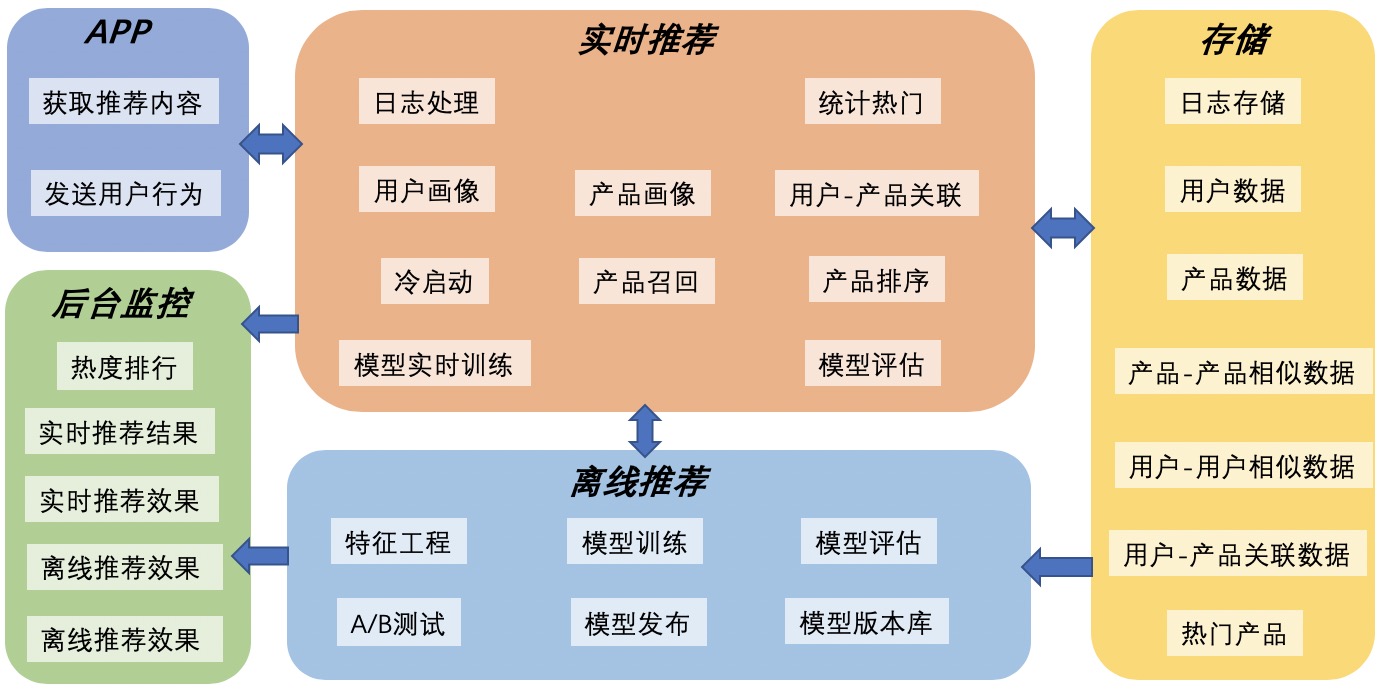 APP
获取推荐内容
发送用户行为
实时推荐
日志处理
统计热门
用户画像
产品画像
用户-产品关联
冷启动
产品召回
产品排序
模型实时训练
模型评估
存储
日志存储
用户数据
产品数据
产品-产品相似数据
用户-用户相似数据
用户-产品关联数据
热门产品
后台监控
热度排行
实时推荐结果
实时推荐效果
离线推荐效果
离线推荐效果
离线推荐
特征工程
模型训练
模型评估
A/B测试
模型发布
模型版本库